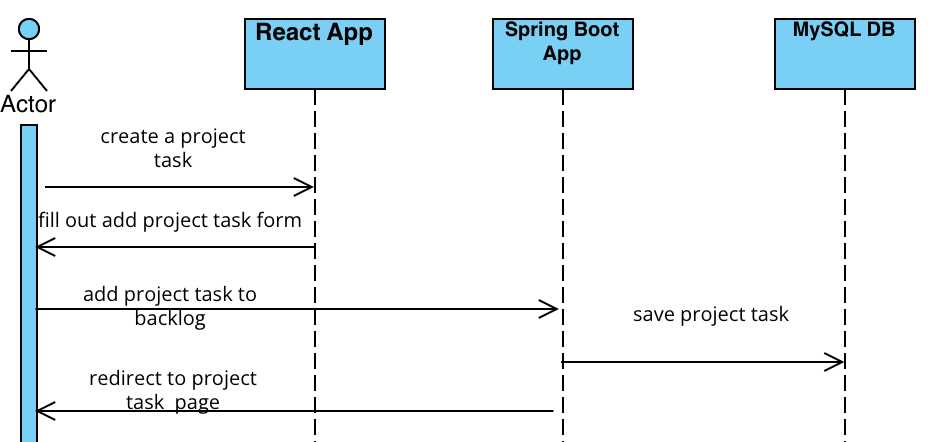 React App
Spring Boot
App
MySQL DB
Actor
create a project
task
fill out add project task form
add project task to
backlog
save project task
redirect to project
task page